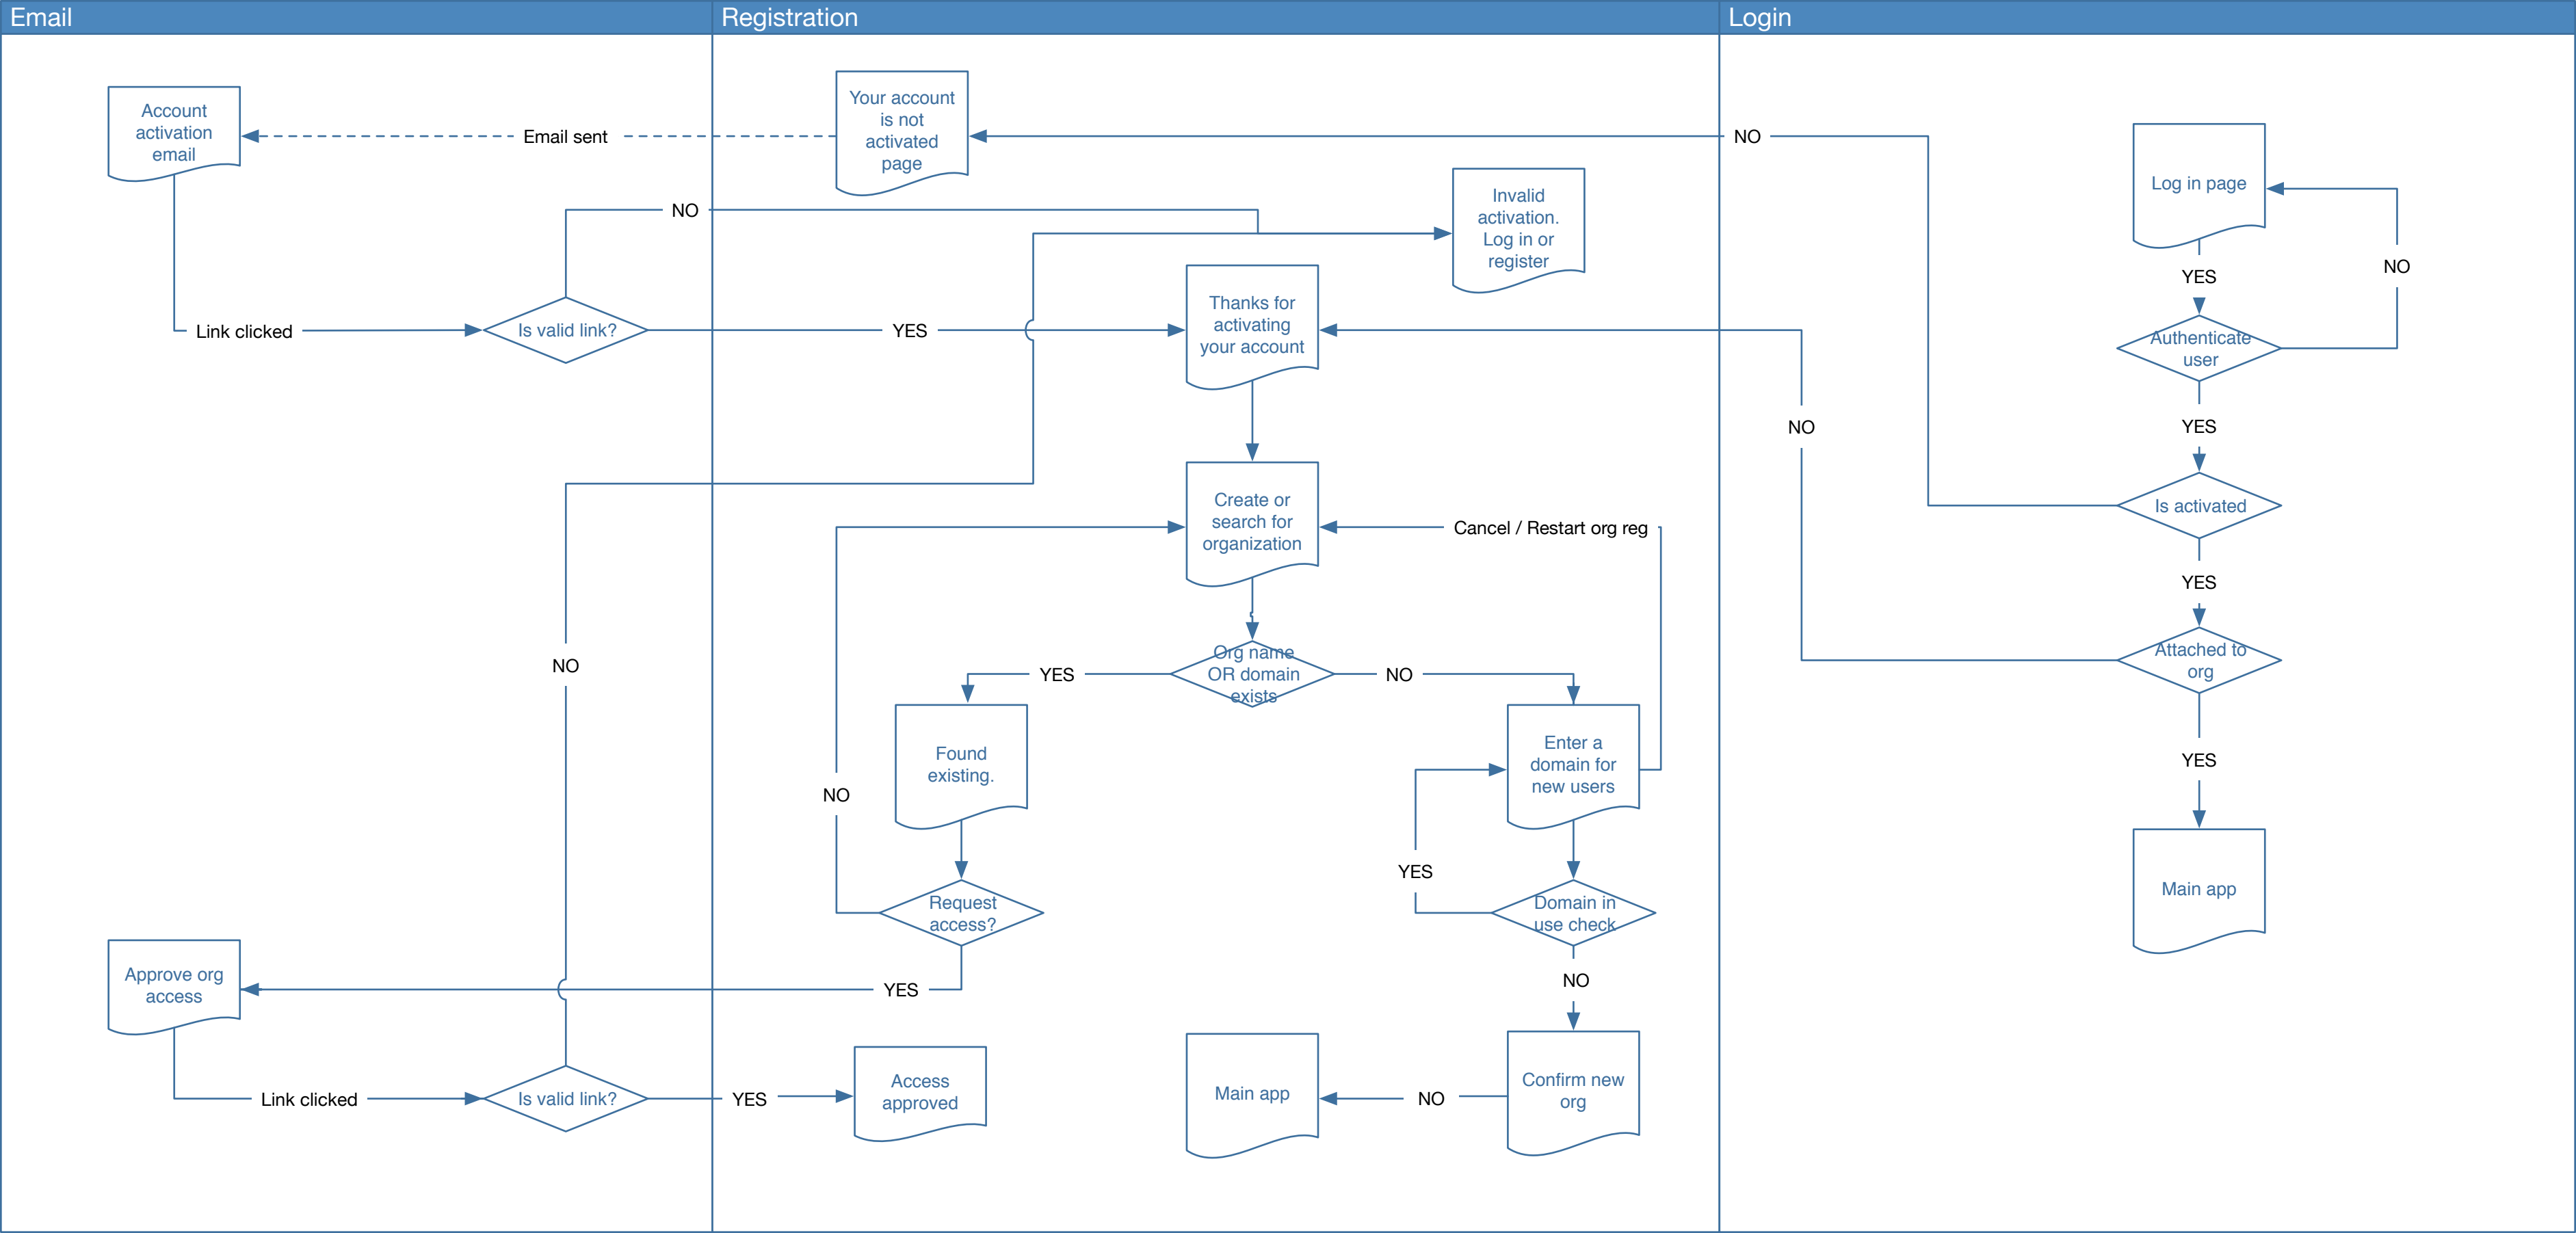 Email
Registration
Login
Account
activation
email
Email sent
Your account
is not
activated
page
NO
Log in page
NO
Invalid
activation.
Log in or
register
NO
YES
Link clicked
Is valid link?
YES
Thanks for
activating
your account
Authenticate
user
NO
YES
Create or
search for
organization
Cancel / Restart org reg
Is activated
YES
NO
Org name
OR domain
exists
YES
NO
Attached to
org
Found
existing.
Enter a
domain for
new users
YES
NO
YES
Request
access?
Domain in
use check
Main app
Approve org
access
YES
NO
Link clicked
Is valid link?
YES
Access
approved
Main app
NO
Confirm new
org